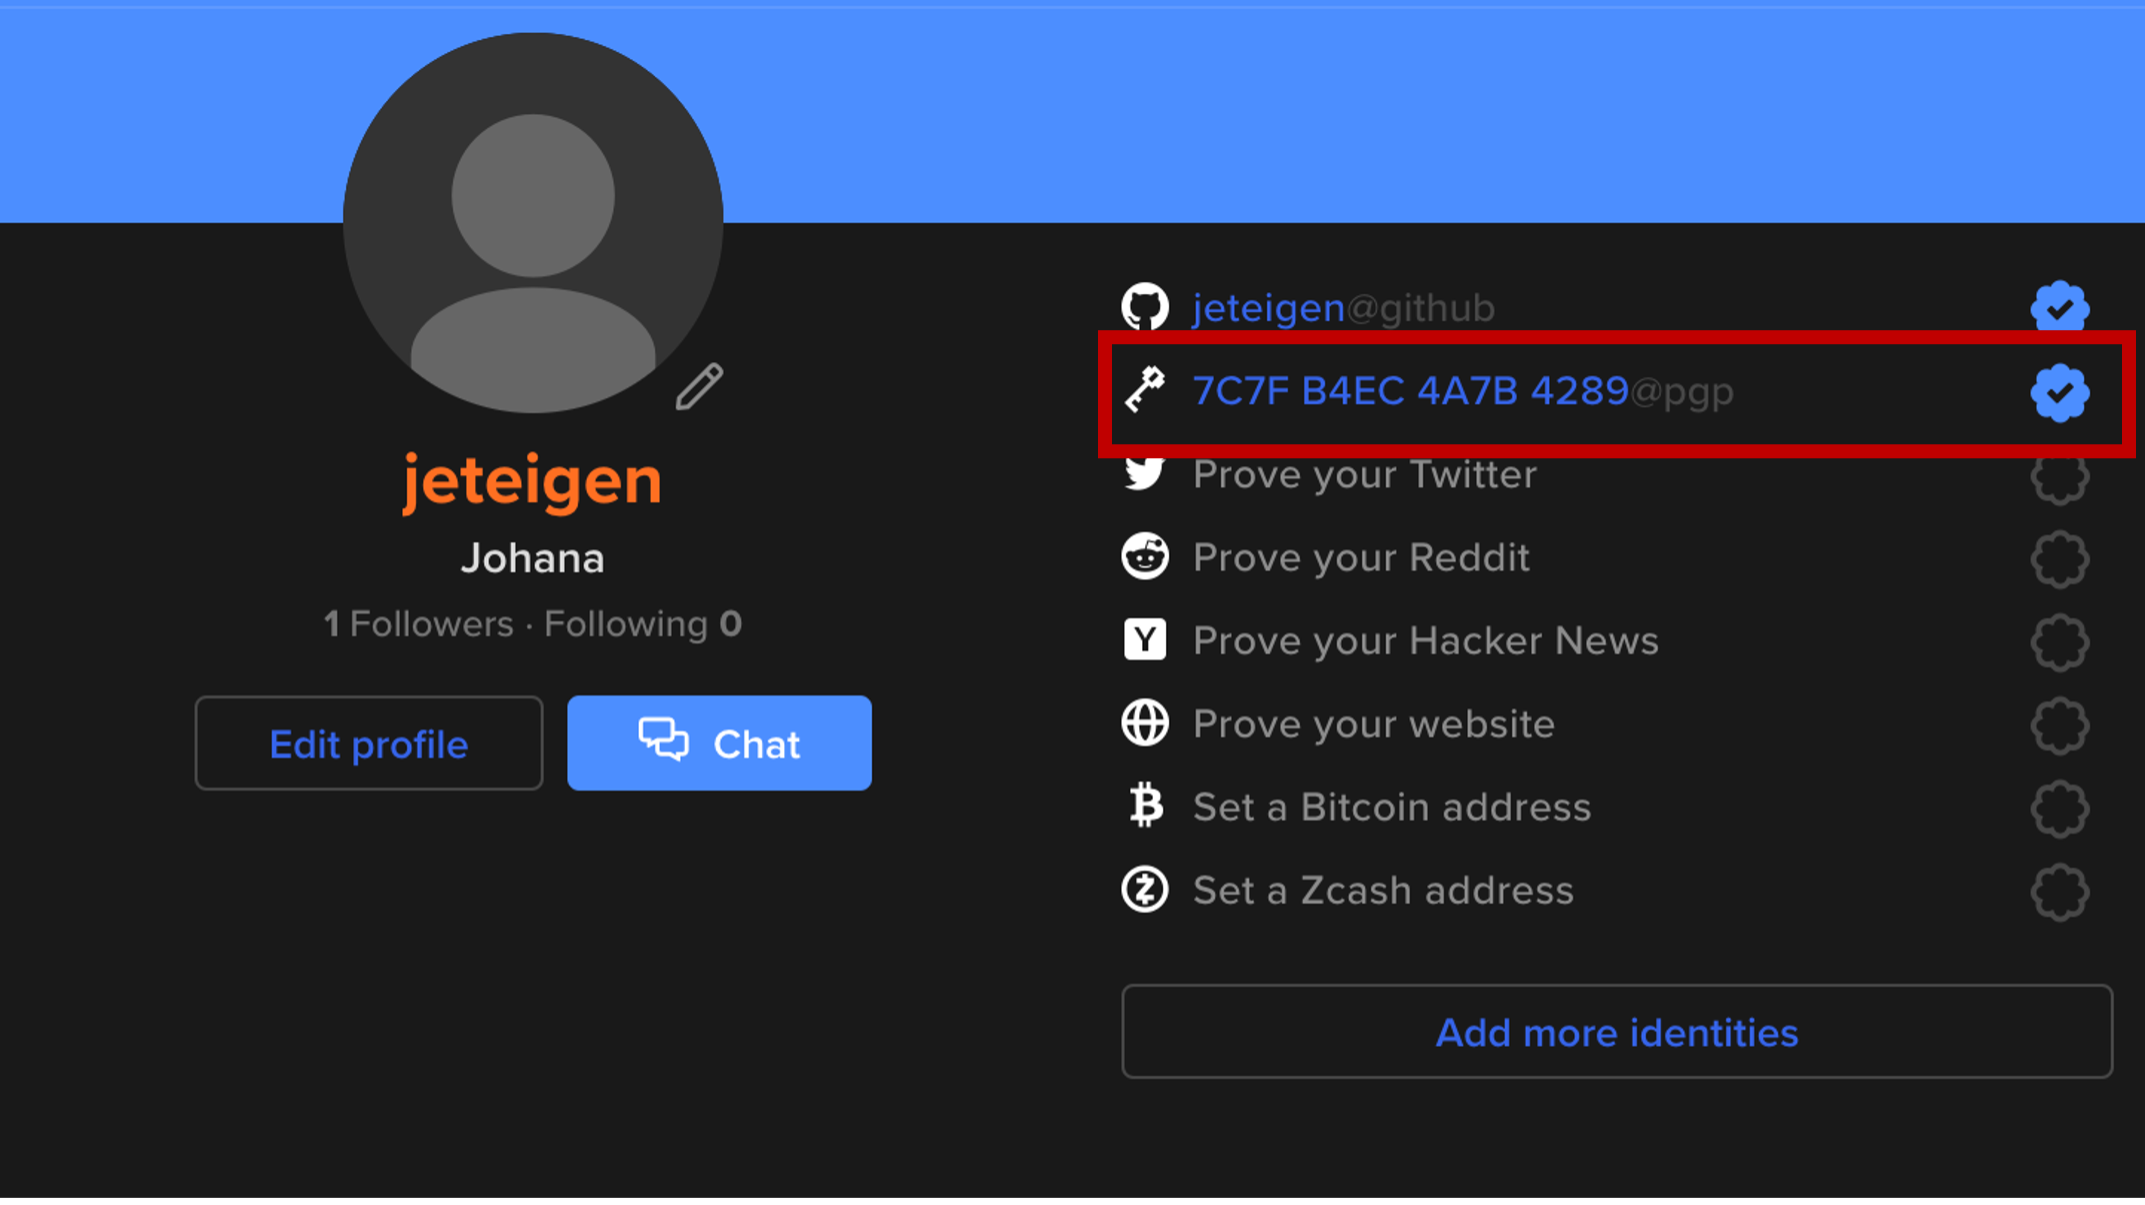 jeteigen
Johana
1 Followers · Following 0
Edit profile
Chat
jeteigen@github
7C7F B4EC 4A7B 4289@pgp
Prove your Twitter
Prove your Reddit
Y Prove your Hacker News
Prove your website
Set a Bitcoin address
Set a Zcash address
Add more identities